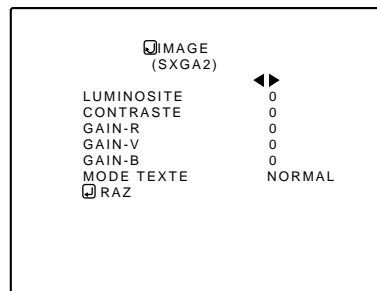 IMAGE
(SXGA2)
LUMINOSITE 0
CONTRASTE 0
GAIN-R 0
GAIN-V 0
GAIN-B 0
MODE TEXTE NORMAL
RAZ